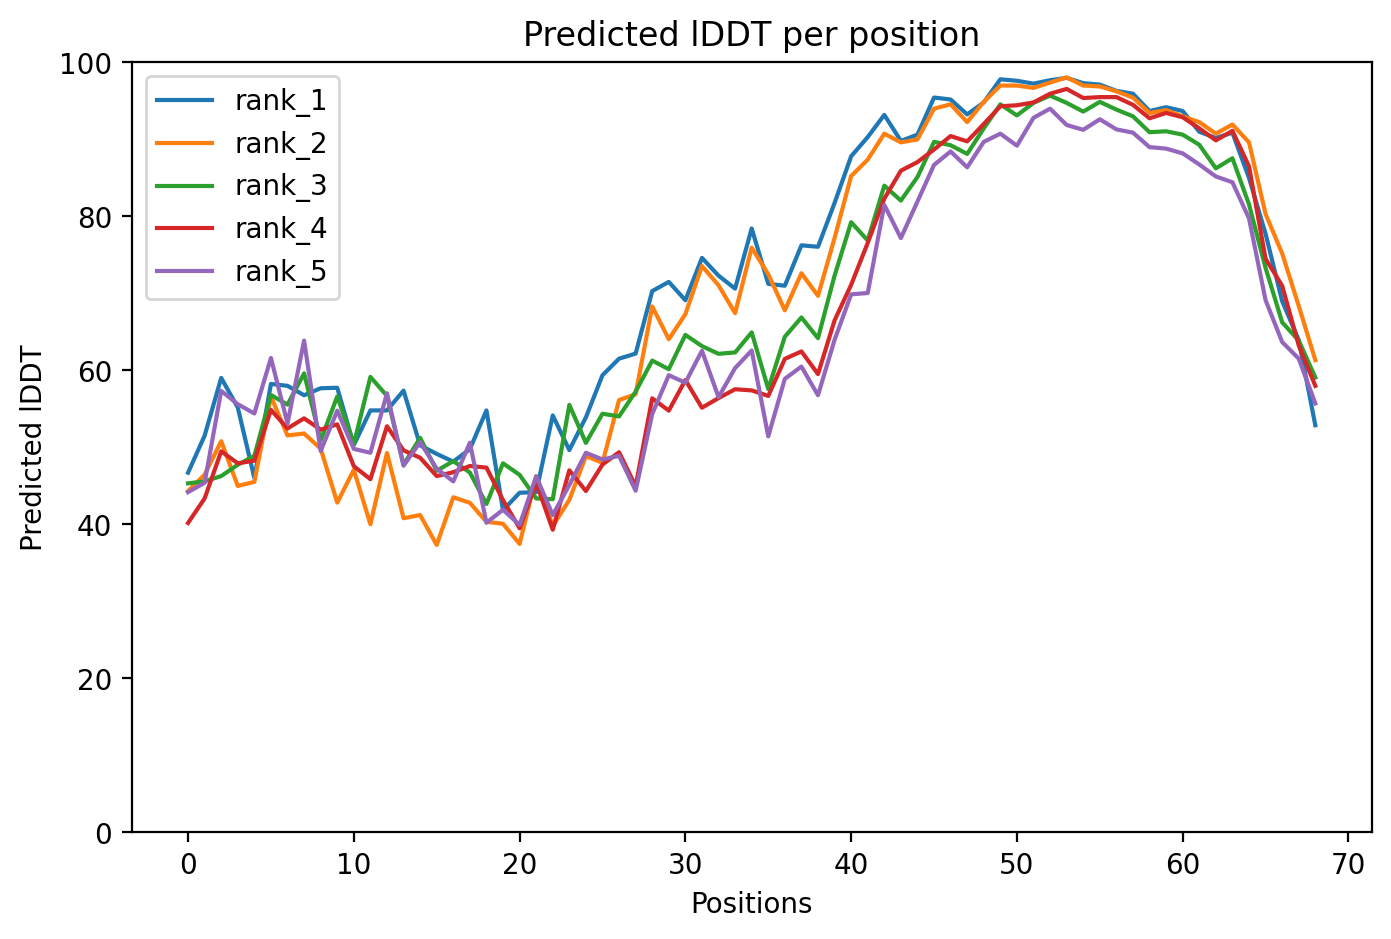 Predicted lDDT per position
100
80
60
40
20
0
Predicted lDDT
rank_1
rank_2
rank_3
rank_4
rank_5
0 10 20 30 40 50 60 70
Positions